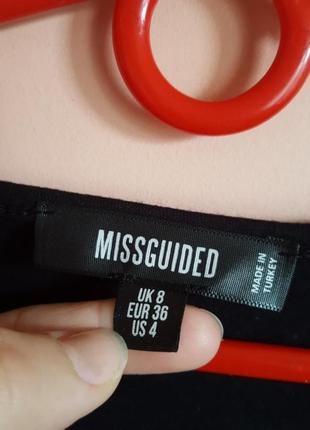 MISSGUIDED
MADE IN
TURKEY
UK 8
EUR 36
US 4